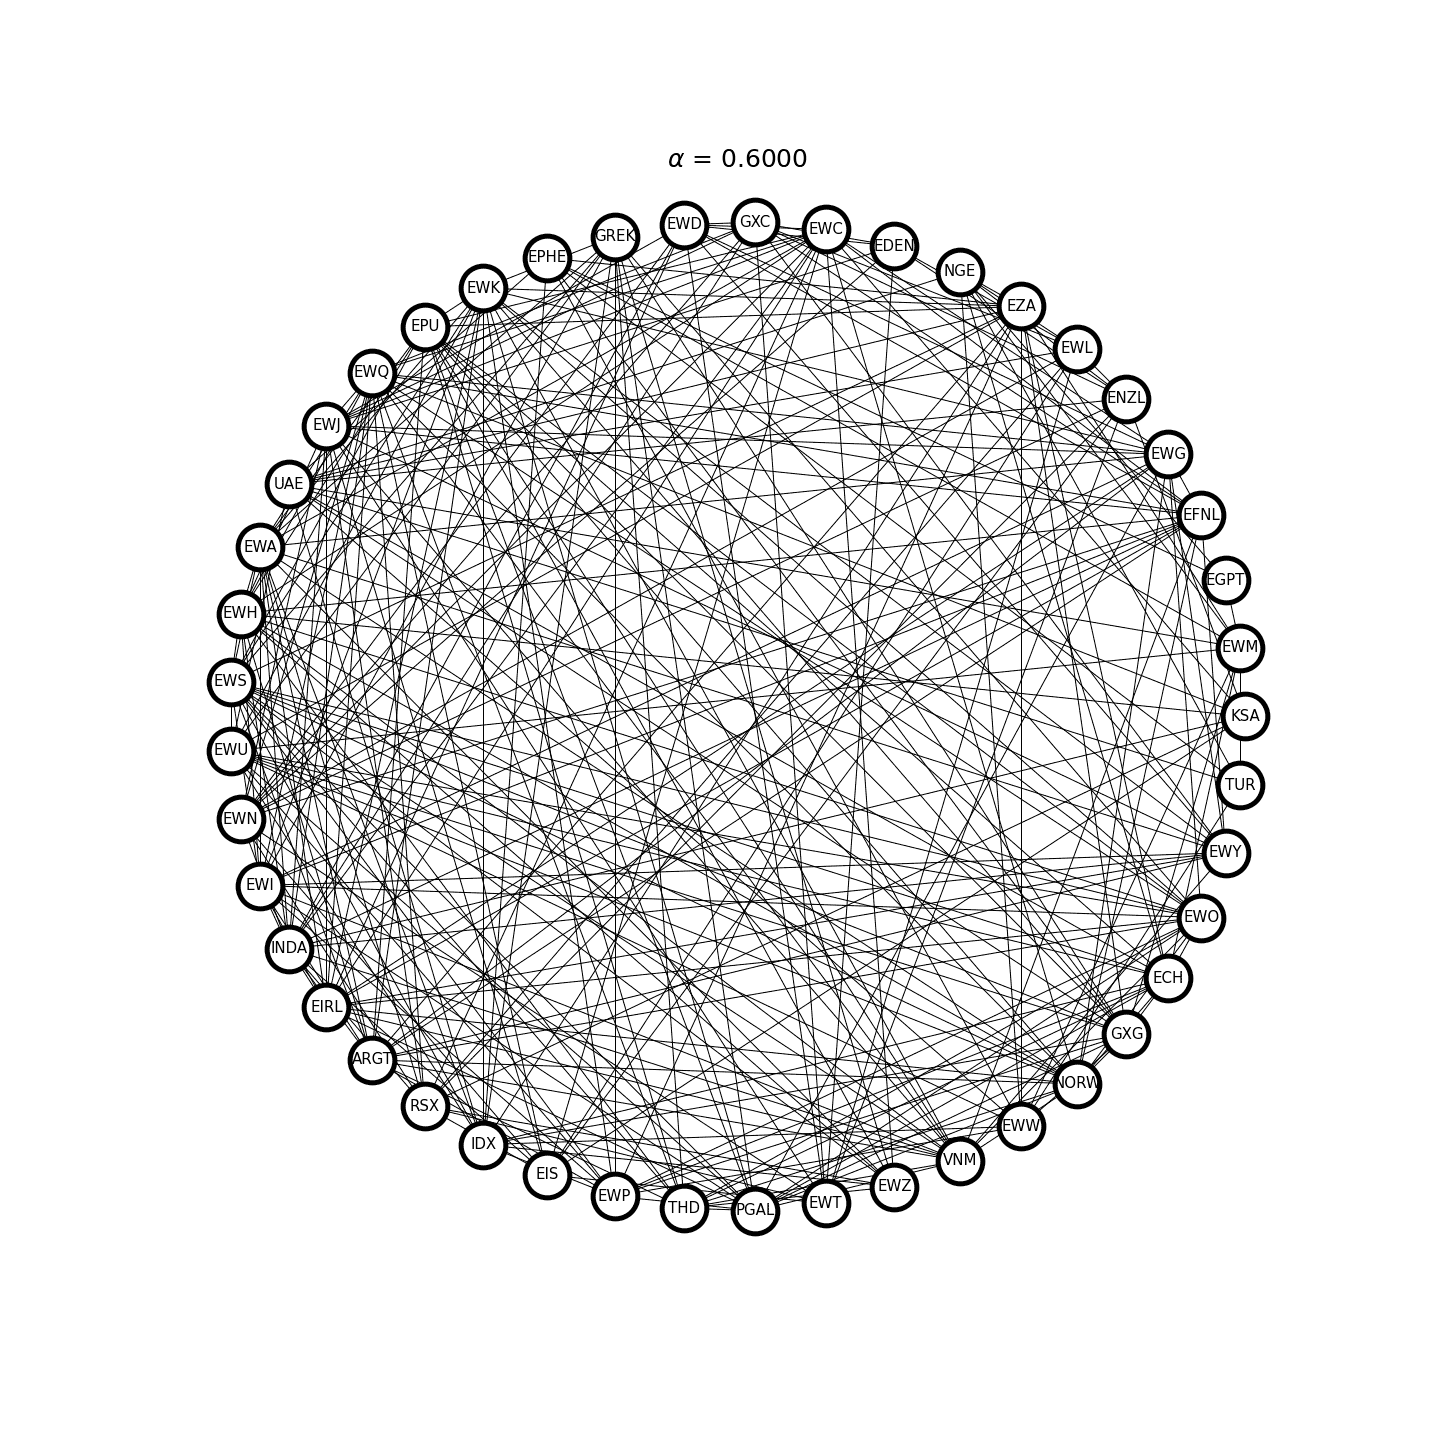 α = 0.6000
GXC
EWC
EWD
GREK
EDEN
EPHE
NGE
EWK
EZA
EPU
EWL
EWQ
ENZL
EWJ
EWG
UAE
EFNL
EWA
EGPT
EWH
EWM
EWS
KSA
EWU
TUR
EWN
EWY
EWI
EWO
INDA
ECH
EIRL
GXG
ARGT
NORW
RSX
EWW
IDX
VNM
EIS
EWZ
EWP
EWT
THD
PGAL